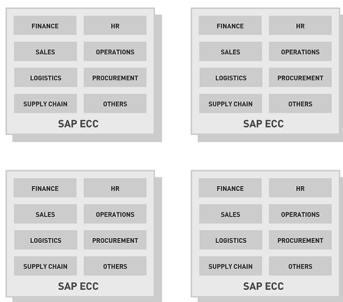 FINANCE HR
SALES OPERATIONS
LOGISTICS PROCUREMENT
SUPPLY CHAIN OTHERS
SAP ECC
FINANCE HR
SALES OPERATIONS
LOGISTICS PROCUREMENT
SUPPLY CHAIN OTHERS
SAP ECC
FINANCE HR
SALES OPERATIONS
LOGISTICS PROCUREMENT
SUPPLY CHAIN OTHERS
SAP ECC
FINANCE HR
SALES OPERATIONS
LOGISTICS PROCUREMENT
SUPPLY CHAIN OTHERS
SAP ECC